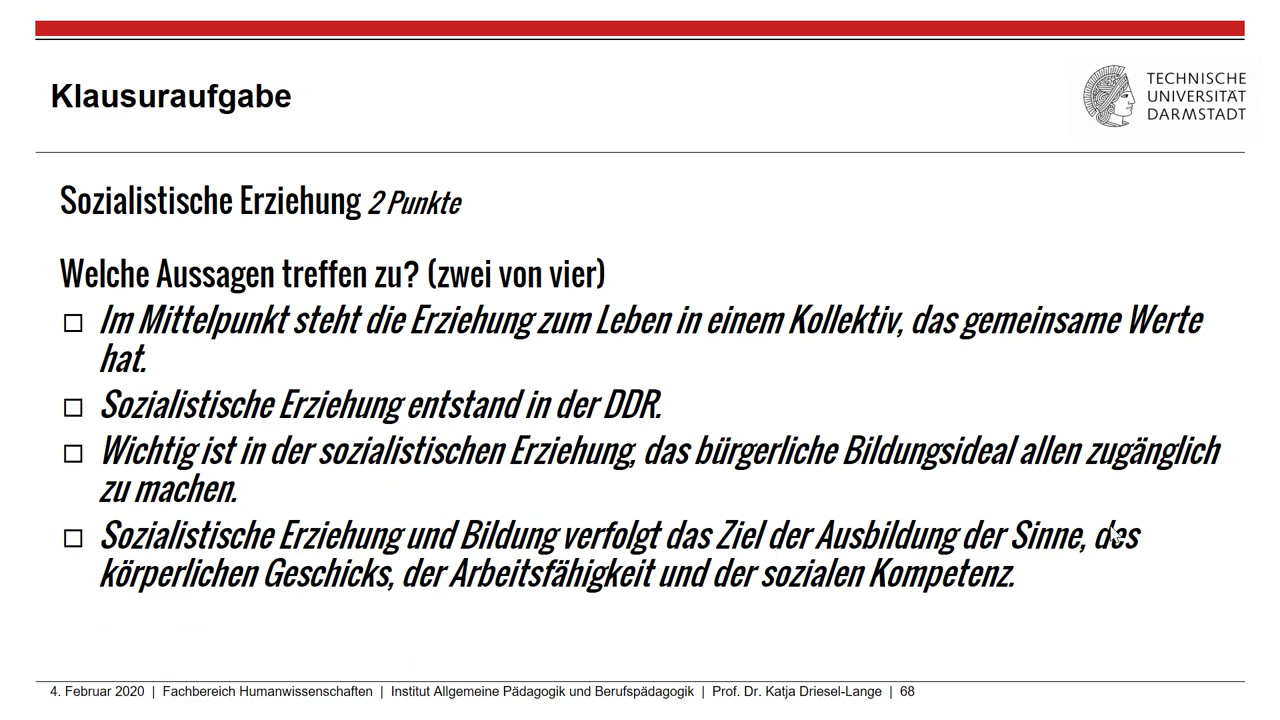 Klausuraufgabe
TECHNISCHE
UNIVERSITÄT
DARMSTADT
Sozialistische Erziehung 2 Punkte
Welche Aussagen treffen zu? (zwei von vier)
Im Mittelpunkt steht die Erziehung zum Leben in einem Kollektiv, das gemeinsame Werte
hat.
Sozialistische Erziehung entstand in der DDR.
Wichtig ist in der sozialistischen Erziehung, das bürgerliche Bildungsideal allen zugänglich
zu machen.
Sozialistische Erziehung und Bildung verfolgt das Ziel der Ausbildung der Sinne, des
körperlichen Geschicks, der Arbeitsfähigkeit und der sozialen Kompetenz.
4. Februar 2020 | Fachbereich Humanwissenschaften | Institut Allgemeine Pädagogik und Berufspädagogik | Prof. Dr. Katja Driesel-Lange | 68